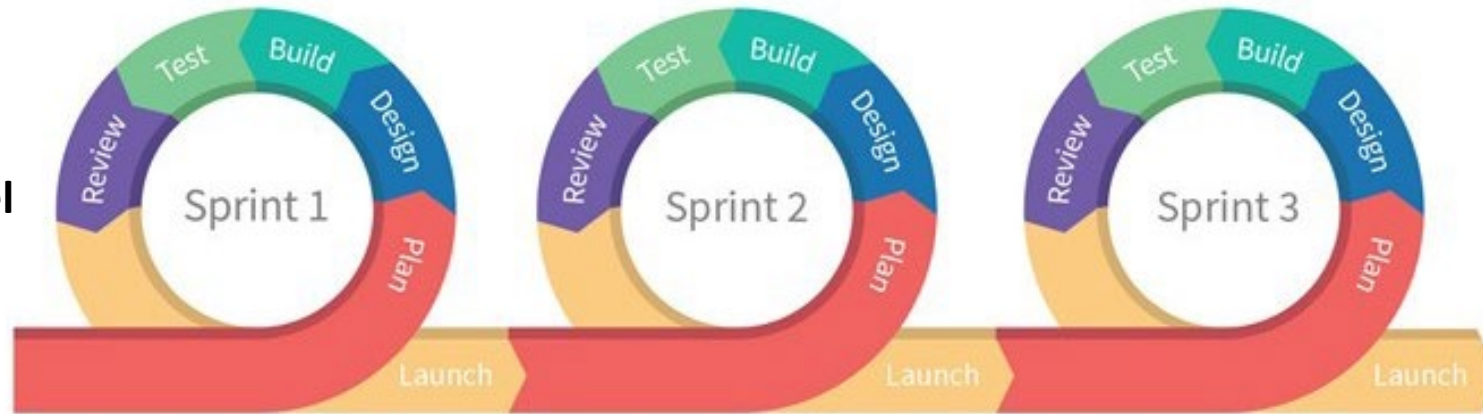 Sprint 1
Plan
Design
Build
Test
Review
Launch
Sprint 2
Plan
Design
Build
Test
Review
Launch
Sprint 3
Plan
Design
Build
Test
Review
Launch